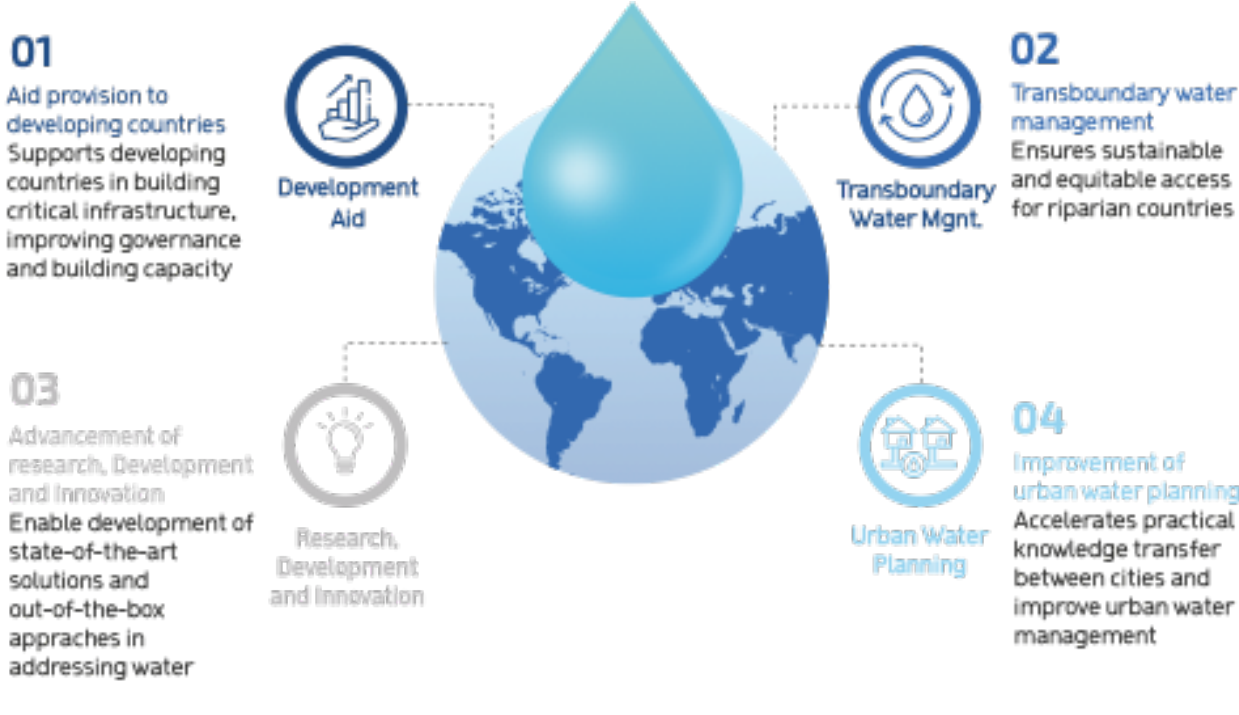 01
Aid provision to
developing countries
Supports developing
countries in building
critical infrastructure,
improving governance
and building capacity
Development
Aid
02
Transboundary water
management
Ensures sustainable
and equitable access
for riparian countries
Transboundary
Water Mgnt.
03
Advancement of
research, Development
and Innovation
Enable development of
state-of-the-art
solutions and
out-of-the-box
appraches in
addressing water
Research,
Development
and Innovation
04
Improvement of
urban water planning
Accelerates practical
knowledge transfer
between cities and
improve urban water
management
Urban Water
Planning